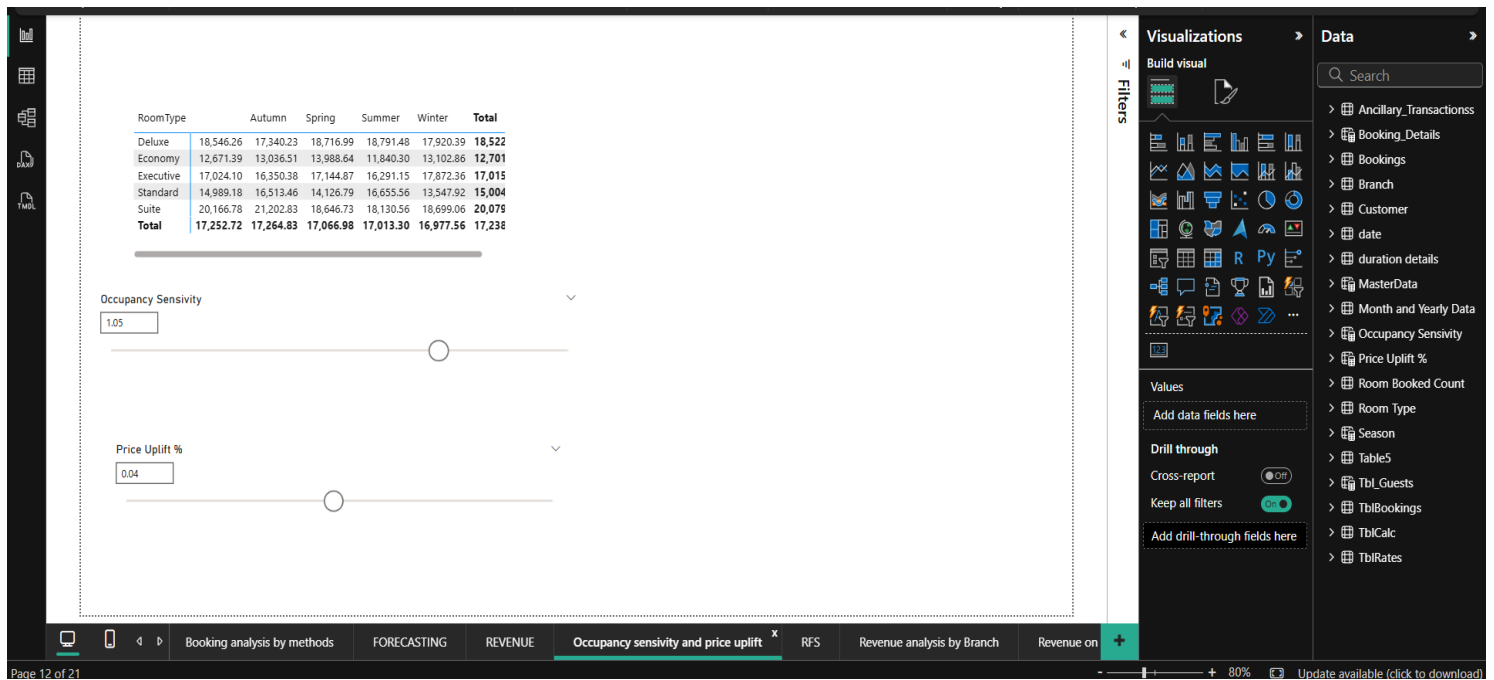 Visualizations
Data
Build visual
Search
Filters
RoomType Autumn Spring Summer Winter Total
Deluxe 18,546.26 17,340.23 18,716.99 18,791.48 17,920.39 18,522
Economy 12,671.39 13,036.51 13,988.64 11,840.30 13,102.86 12,701
Executive 17,024.10 16,350.38 17,144.87 16,291.15 17,872.36 17,015
Standard 14,989.18 16,513.46 14,126.79 16,655.56 13,547.92 15,004
Suite 20,166.78 21,202.83 18,646.73 18,130.56 18,699.06 20,079
Total 17,252.72 17,264.83 17,066.98 17,013.30 16,977.56 17,238
Occupancy Sensivity
1.05
Price Uplift %
0.04
DAX
TMDL
R
Py
123
...
Values
Add data fields here
Drill through
Cross-report
Off
Keep all filters
On
Add drill-through fields here
Ancillary_Transactionss
Booking_Details
Bookings
Branch
Customer
date
duration details
MasterData
Month and Yearly Data
Occupancy Sensivity
Price Uplift %
Room Booked Count
Room Type
Season
Table5
Tbl_Guests
TblBookings
TblCalc
TblRates
Booking analysis by methods
FORECASTING
REVENUE
Occupancy sensitivity and price uplift
x
RFS
Revenue analysis by Branch
Revenue on
+
Page 12 of 21
- + 80%
Update available (click to download)